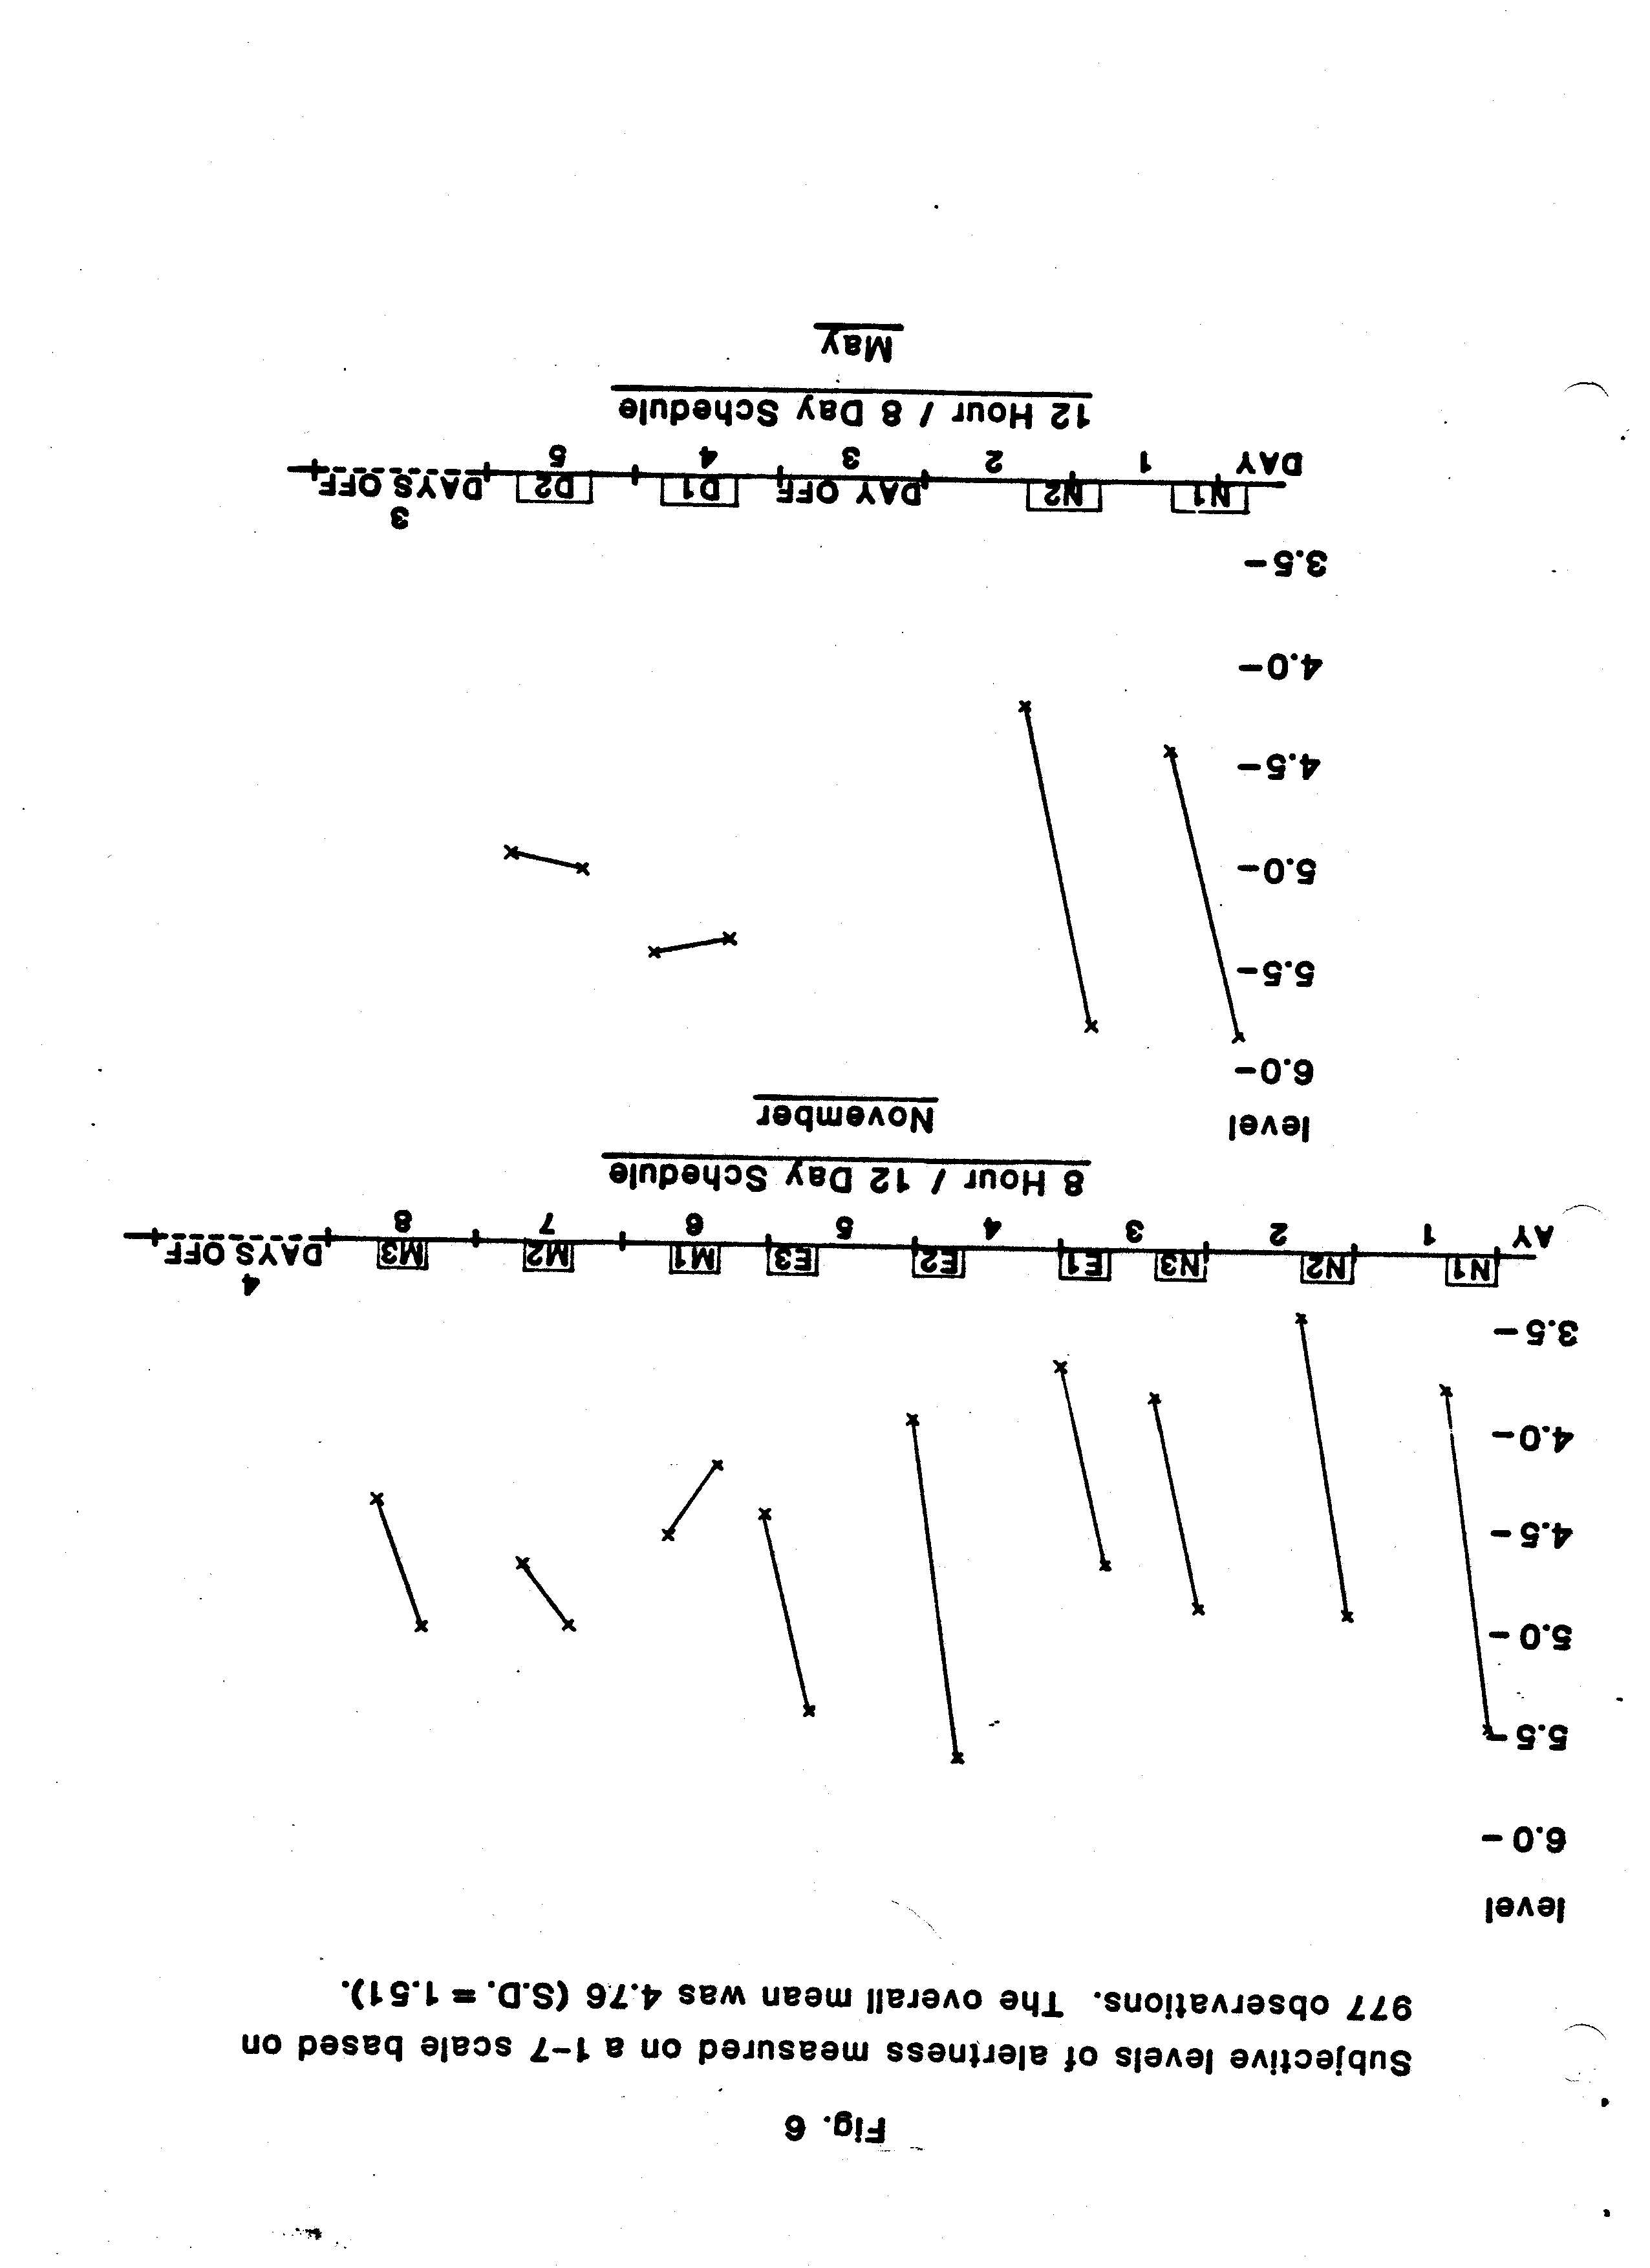 Fig. 6
Subjective levels of alertness measured on a 1-7 scale based on
977 observations. The overall mean was 4.76 (S.D. = 1.51).
level
6.0-
5.5-
5.0-
4.5-
4.0-
3.5-
N1 N2 N3 E1 E2 E3 M1 M2 M3 4 DAYS OFF
AY 1 2 3 4 5 6 7 8
8 Hour / 12 Day Schedule
November
level
6.0-
5.5-
5.0-
4.5-
4.0-
3.5-
N1 N2 DAY OFF D1 D2 3 DAYS OFF
DAY 1 2 3 4 5
12 Hour / 8 Day Schedule
May